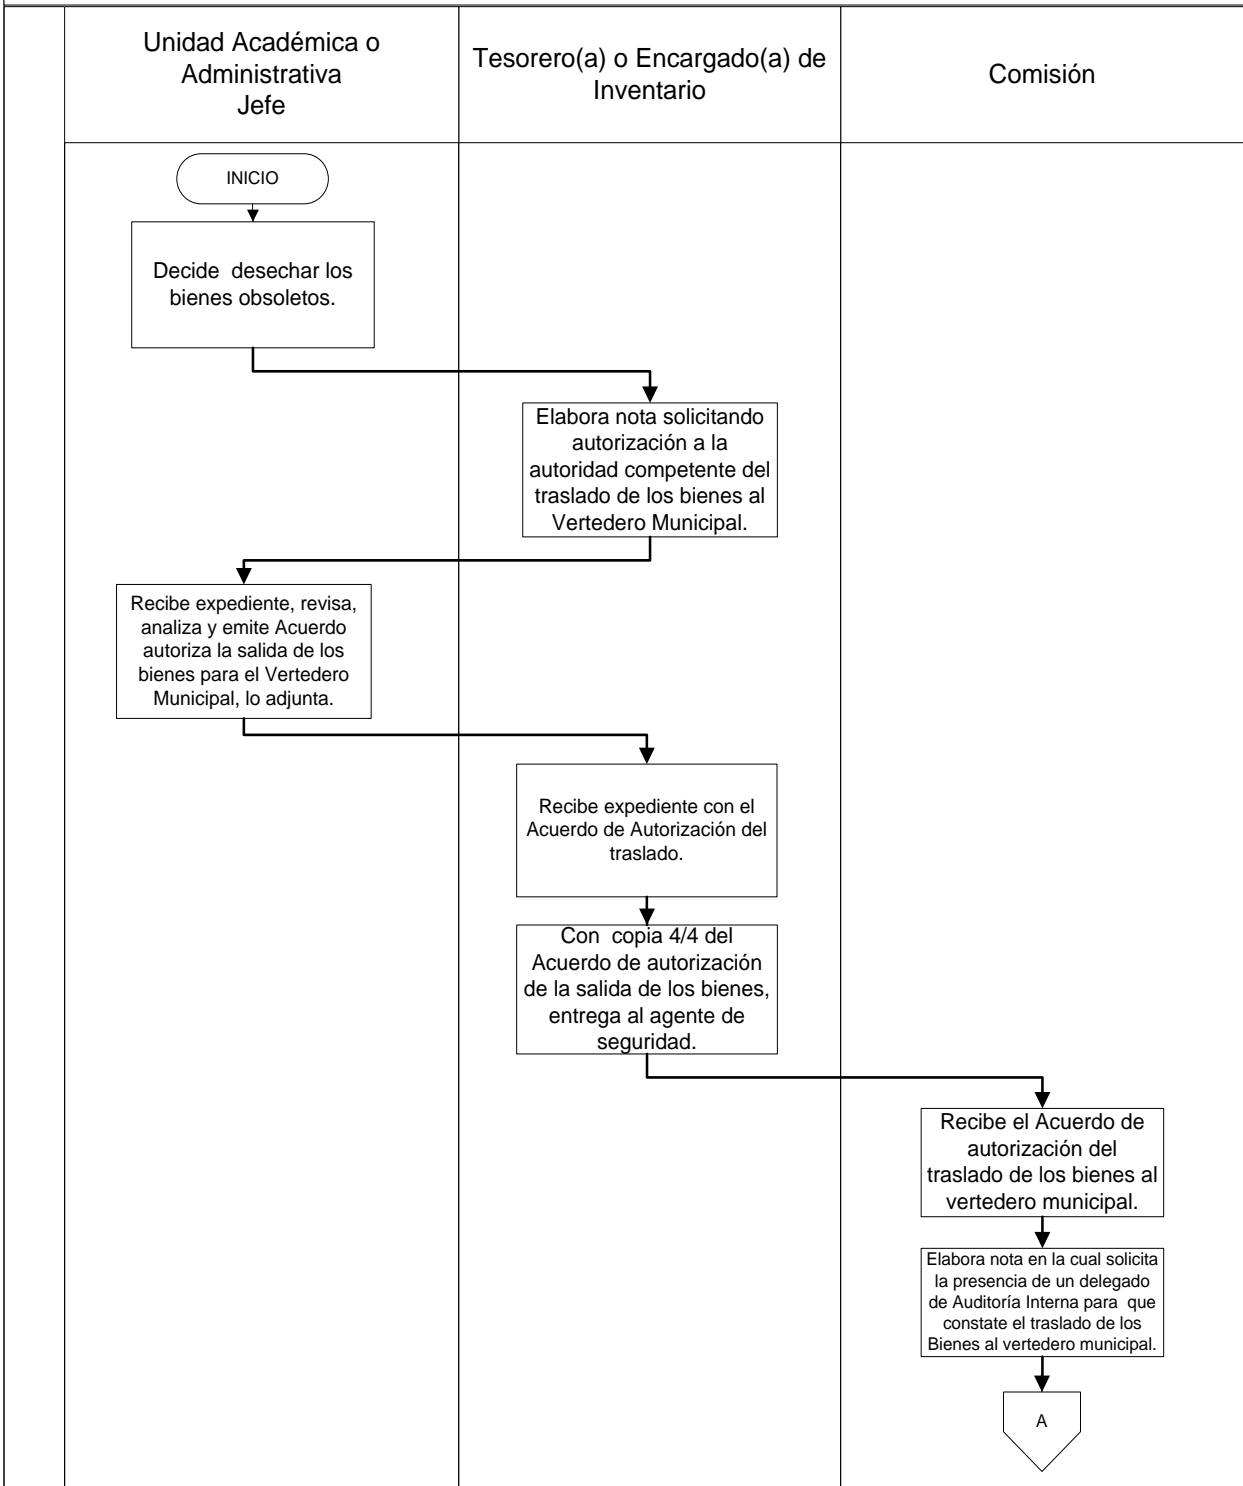 Unidad Académica o
Administrativa
Jefe
Tesorero(a) o Encargado(a) de
Inventario
Comisión
INICIO
Decide desechar los
bienes obsoletos.
Elabora nota solicitando
autorización a la
autoridad competente del
traslado de los bienes al
Vertedero Municipal.
Recibe expediente, revisa,
analiza y emite Acuerdo
autoriza la salida de los
bienes para el Vertedero
Municipal, lo adjunta.
Recibe expediente con el
Acuerdo de Autorización del
traslado.
Con copia 4/4 del
Acuerdo de autorización
de la salida de los bienes,
entrega al agente de
seguridad.
Recibe el Acuerdo de
autorización del
traslado de los bienes al
vertedero municipal.
Elabora nota en la cual solicita
la presencia de un delegado
de Auditoría Interna para que
constate el traslado de los
Bienes al vertedero municipal.
A